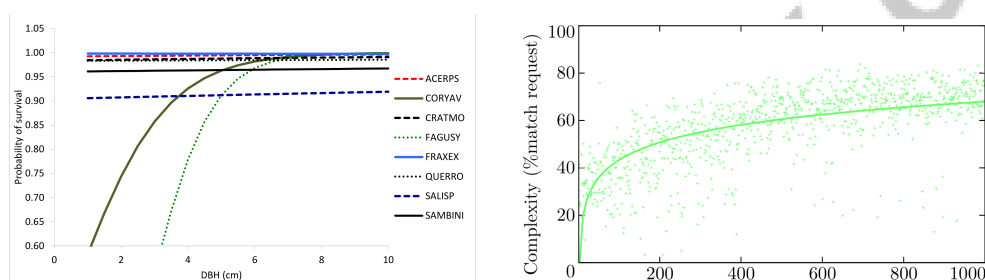 1.05
1.00
0.95
0.90
0.85
0.80
0.75
0.70
0.65
0.60
Probability of survival
0
2
4
6
8
10
DBH (cm)
ACERPS
CORYAV
CRATMO
FAGUSY
FRAXEX
QUERRO
SALISP
SAMBINI
Complexity (%match request)
100
80
60
40
20
0
200
400
600
800
1000